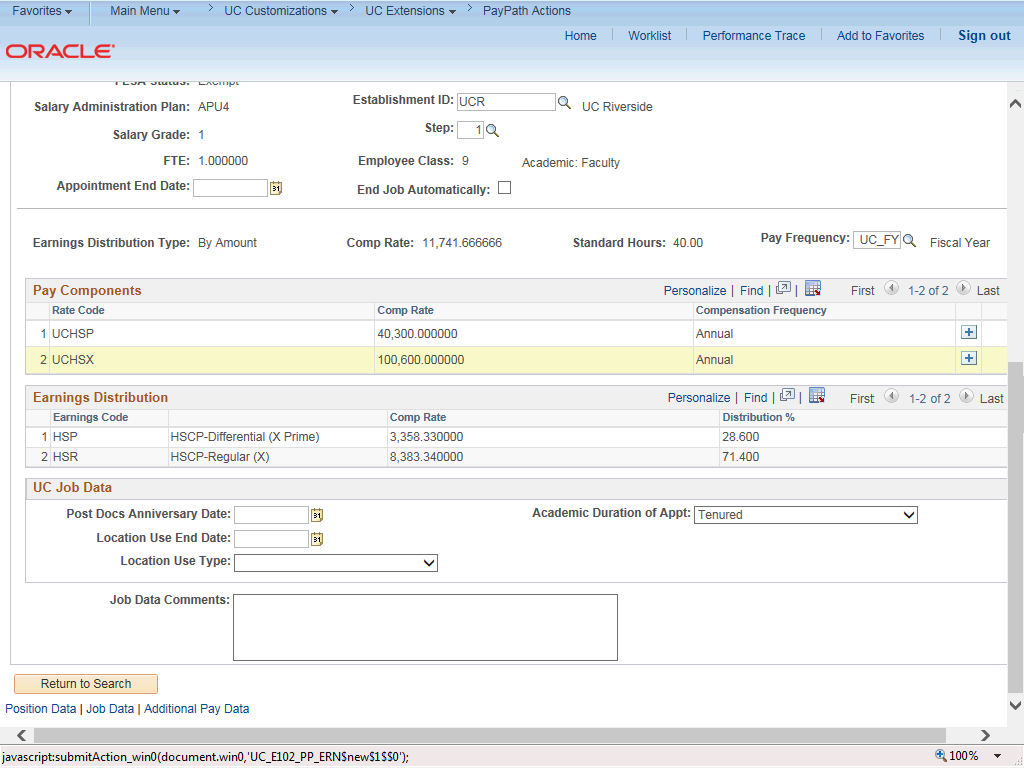 Favorites Main Menu > UC Customizations > UC Extensions > PayPath Actions
Home Worklist Performance Trace Add to Favorites Sign out
ORACLE
Exempt
Salary Administration Plan: APU4 Establishment ID: UCR UC Riverside
Salary Grade: 1 Step: 1
FTE: 1.000000 Employee Class: 9 Academic: Faculty
Appointment End Date: 31 End Job Automatically:
Earnings Distribution Type: By Amount Comp Rate: 11,741.666666 Standard Hours: 40.00 Pay Frequency: UC_FY Fiscal Year
Pay Components Personalize | Find | | First 1-2 of 2 Last
Rate Code Comp Rate Compensation Frequency
1 UCHSP 40,300.000000 Annual +
2 UCHSX 100,600.000000 Annual +
Earnings Distribution Personalize | Find | | First 1-2 of 2 Last
Earnings Code Comp Rate Distribution %
1 HSP HSCP-Differential (X Prime) 3,358.330000 28.600
2 HSR HSCP-Regular (X) 8,383.340000 71.400
UC Job Data
Post Docs Anniversary Date: 31 Academic Duration of Appt: Tenured
Location Use End Date: 31
Location Use Type:
Job Data Comments:
Return to Search
Position Data | Job Data | Additional Pay Data
javascript:submitAction_win0(document.win0,'UC_E102_PP_ERN$new$1$$0'); 100%